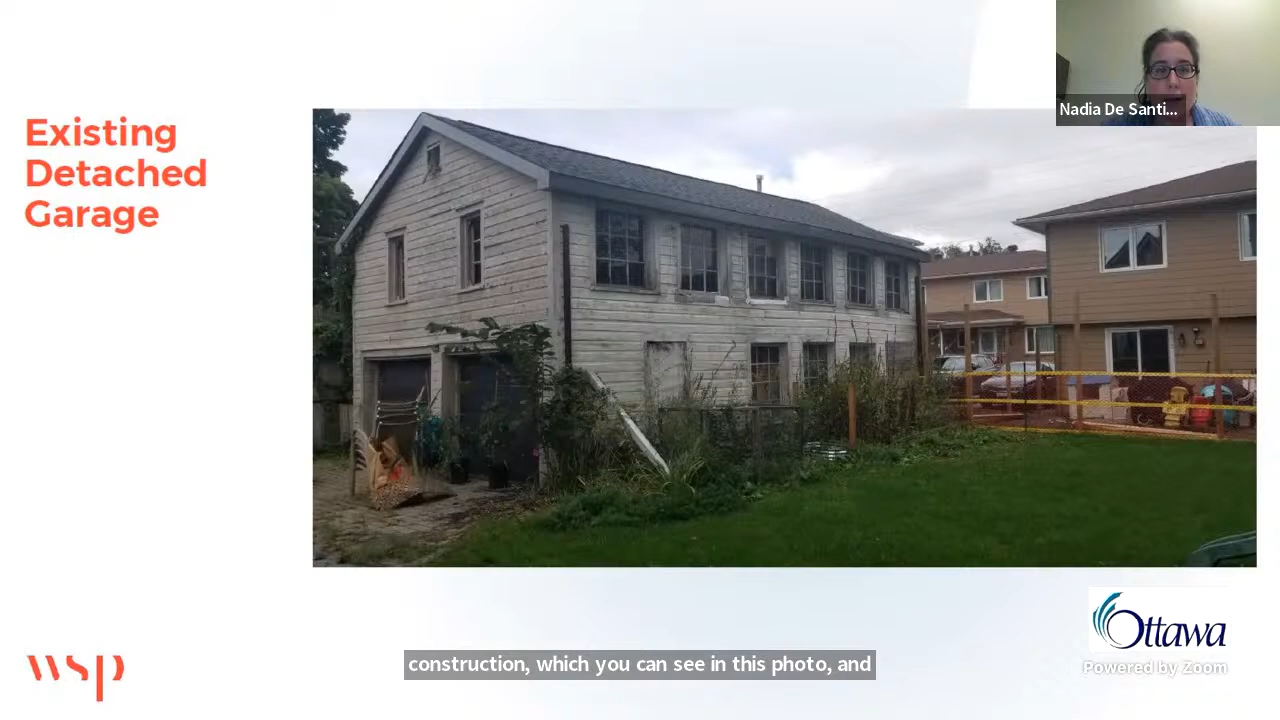 Existing
Detached
Garage
Nadia De Santi...
wsp
construction, which you can see in this photo, and
Ottawa
Powered by Zoom